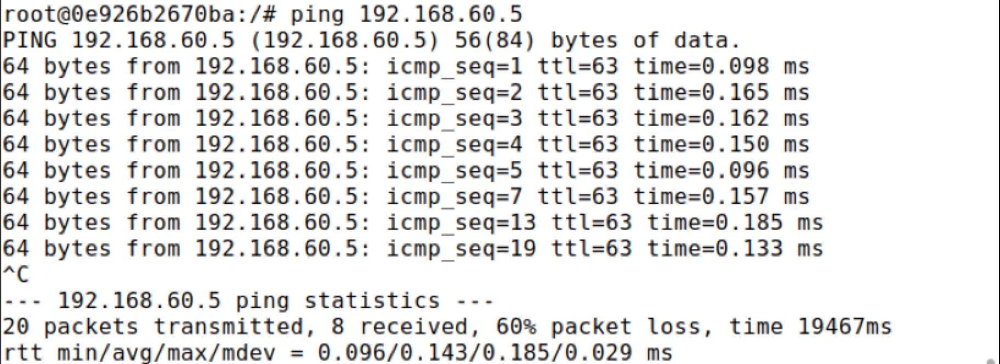 root@0e926b2670ba:/# ping 192.168.60.5
PING 192.168.60.5 (192.168.60.5) 56(84) bytes of data.
64 bytes from 192.168.60.5: icmp_seq=1 ttl=63 time=0.098 ms
64 bytes from 192.168.60.5: icmp_seq=2 ttl=63 time=0.165 ms
64 bytes from 192.168.60.5: icmp_seq=3 ttl=63 time=0.162 ms
64 bytes from 192.168.60.5: icmp_seq=4 ttl=63 time=0.150 ms
64 bytes from 192.168.60.5: icmp_seq=5 ttl=63 time=0.096 ms
64 bytes from 192.168.60.5: icmp_seq=7 ttl=63 time=0.157 ms
64 bytes from 192.168.60.5: icmp_seq=13 ttl=63 time=0.185 ms
64 bytes from 192.168.60.5: icmp_seq=19 ttl=63 time=0.133 ms
^C
--- 192.168.60.5 ping statistics ---
20 packets transmitted, 8 received, 60% packet loss, time 19467ms
rtt min/avg/max/mdev = 0.096/0.143/0.185/0.029 ms